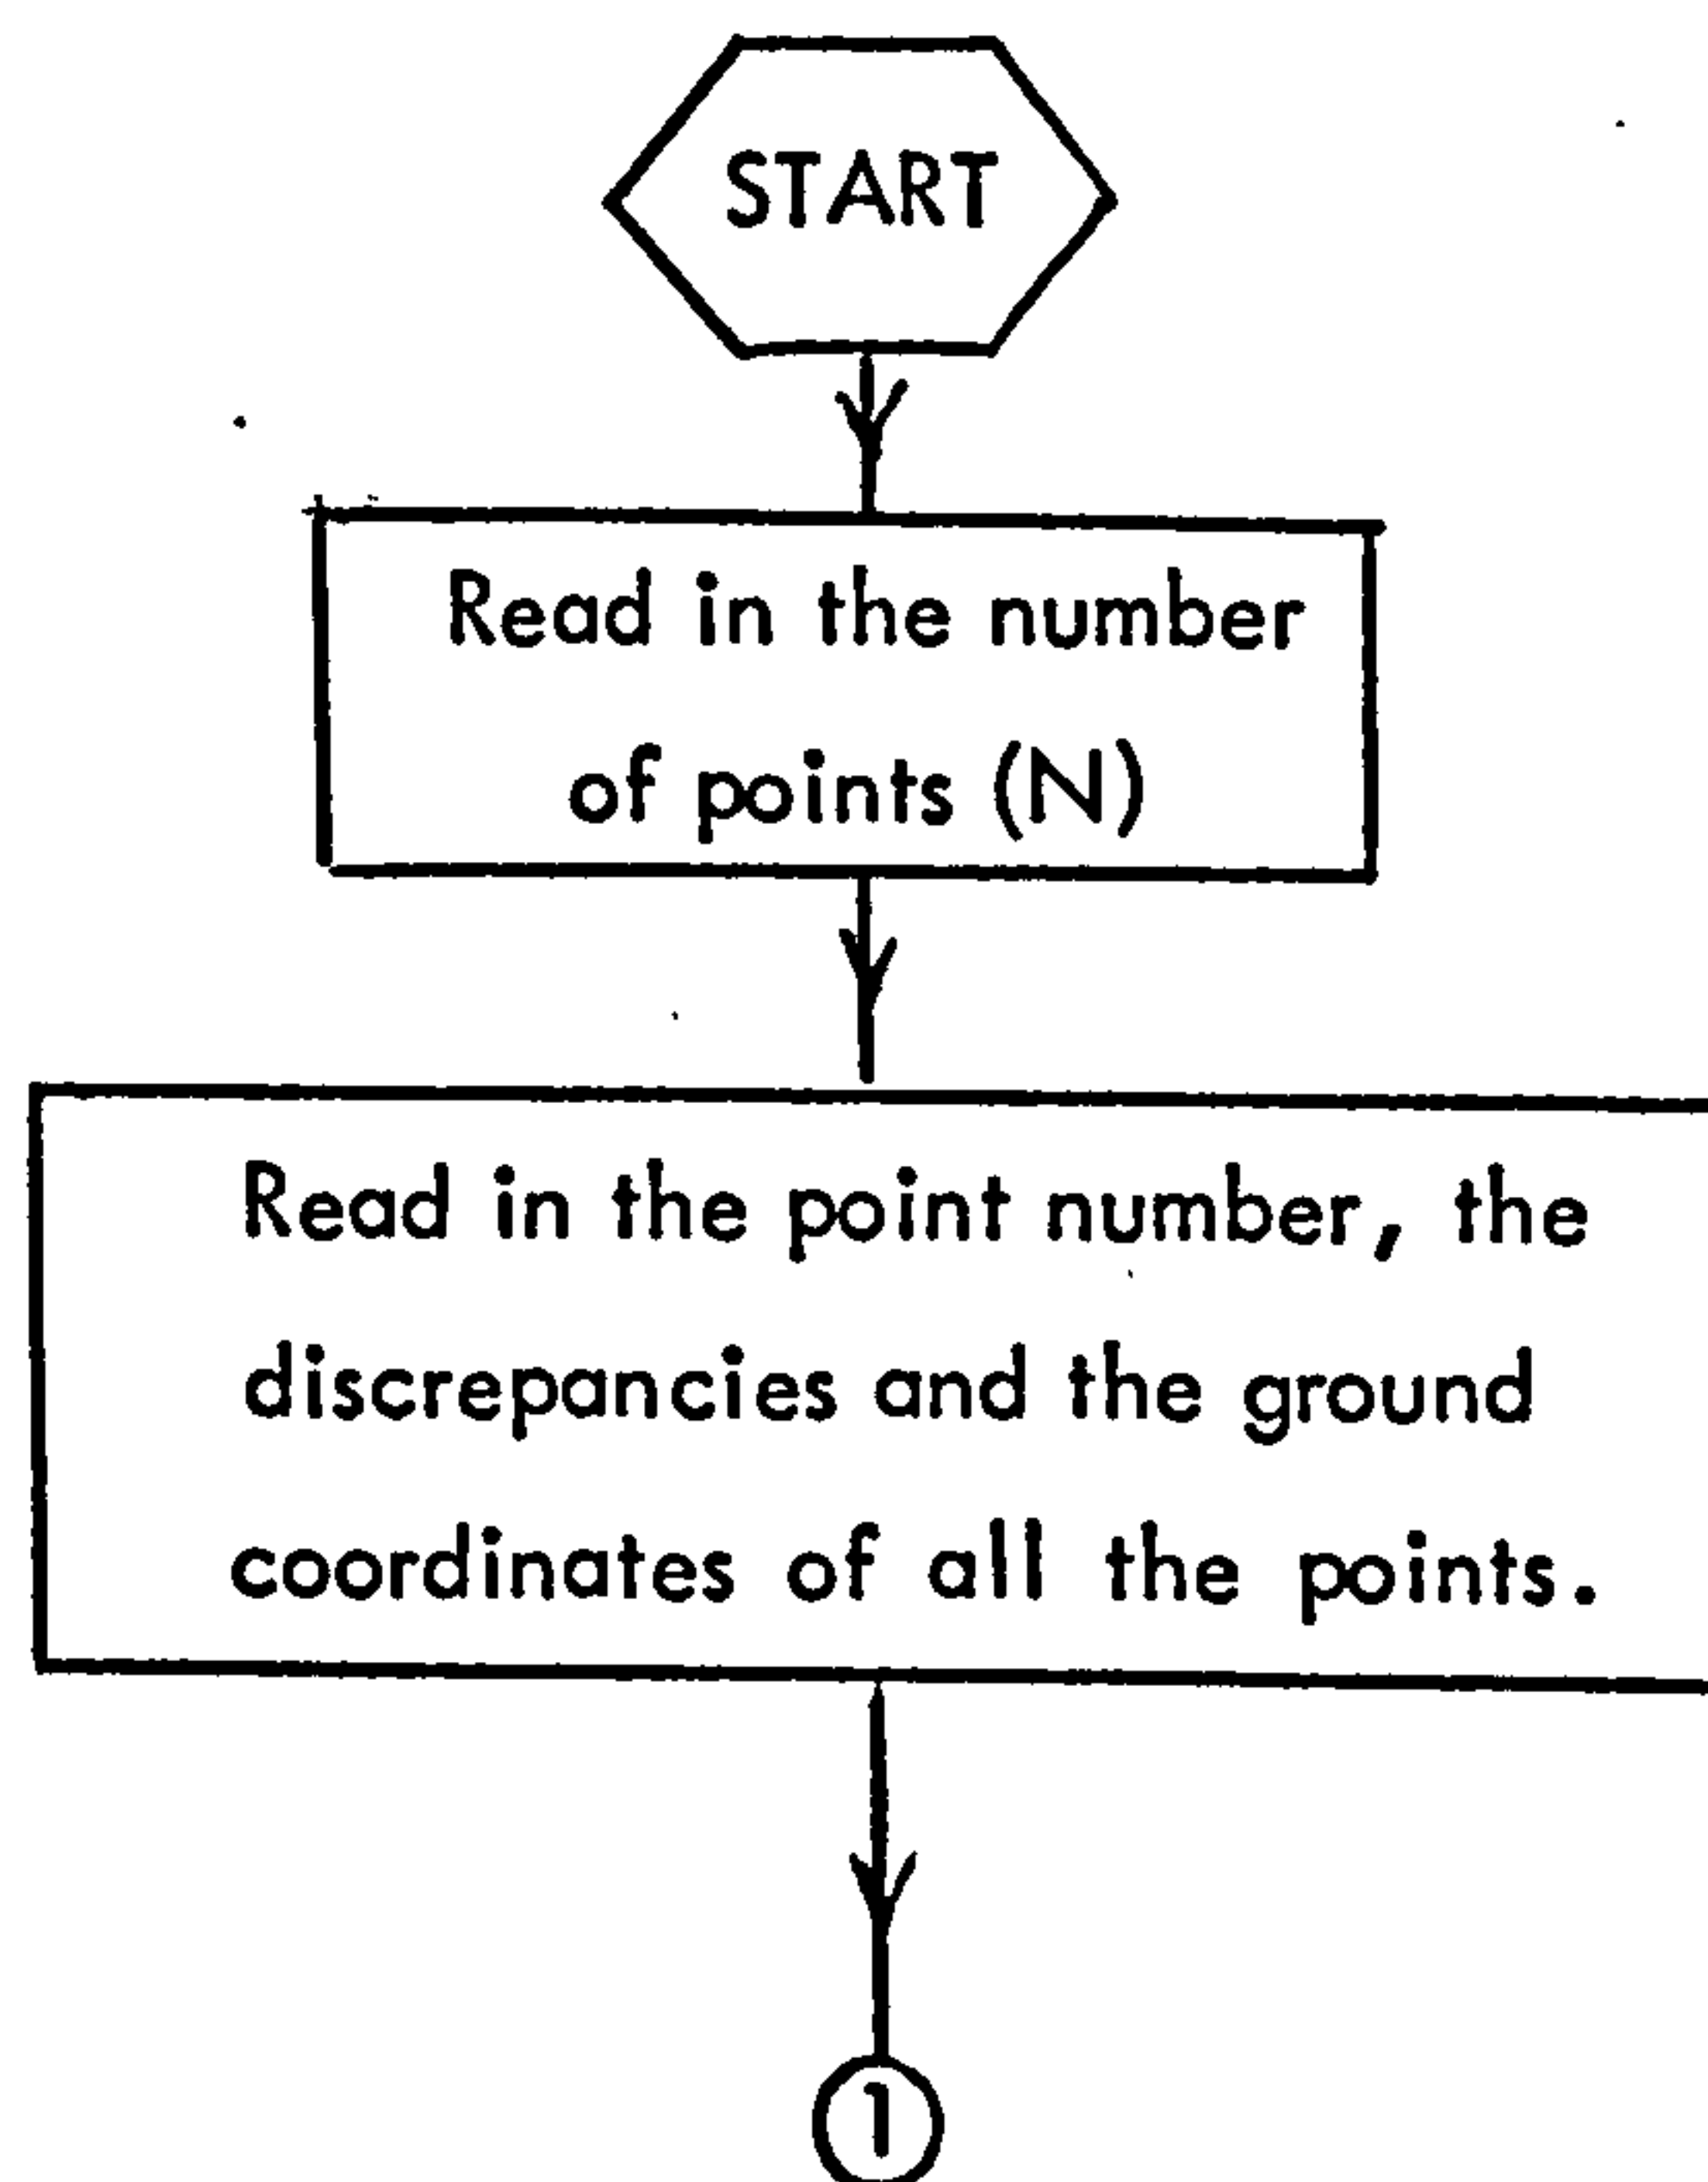 START
Read in the number
of points (N)
Read in the point number, the
discrepancies and the ground
coordinates of all the points.
1